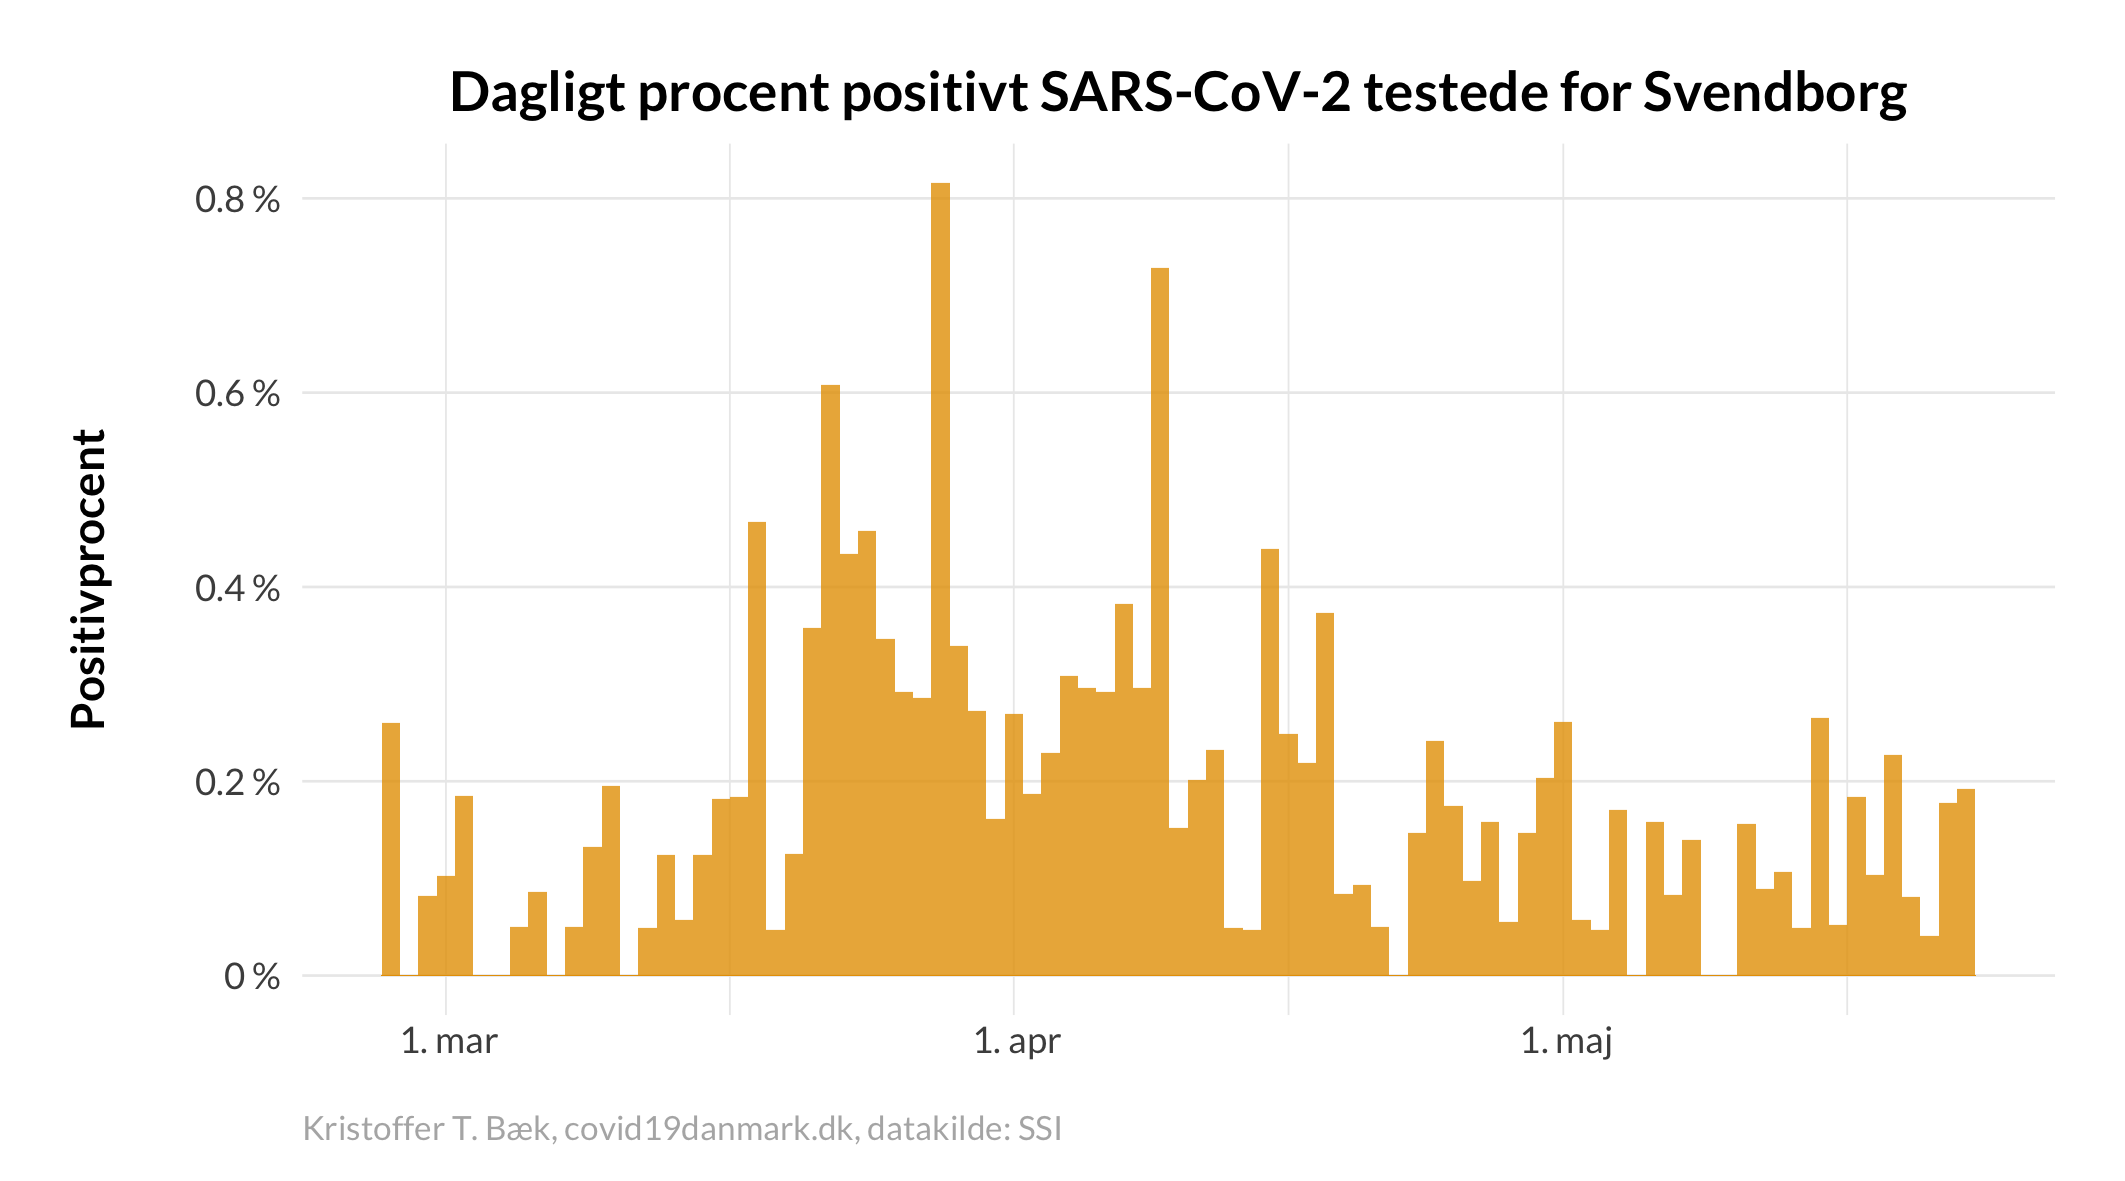 Dagligt procent positivt SARS-CoV-2 testede for Svendborg
Positivprocent
0.8 %
0.6 %
0.4 %
0.2 %
0 %
1. mar
1. apr
1. maj
Kristoffer T. Bæk, covid19danmark.dk, datakilde: SSI